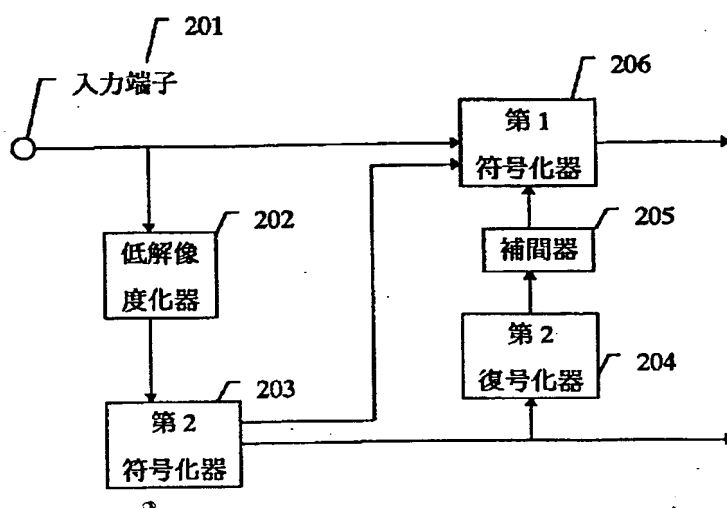 201
入力端子
206
第1
符号化器
202
低解像
度化器
205
補間器
第2
復号化器
204
203
第2
符号化器